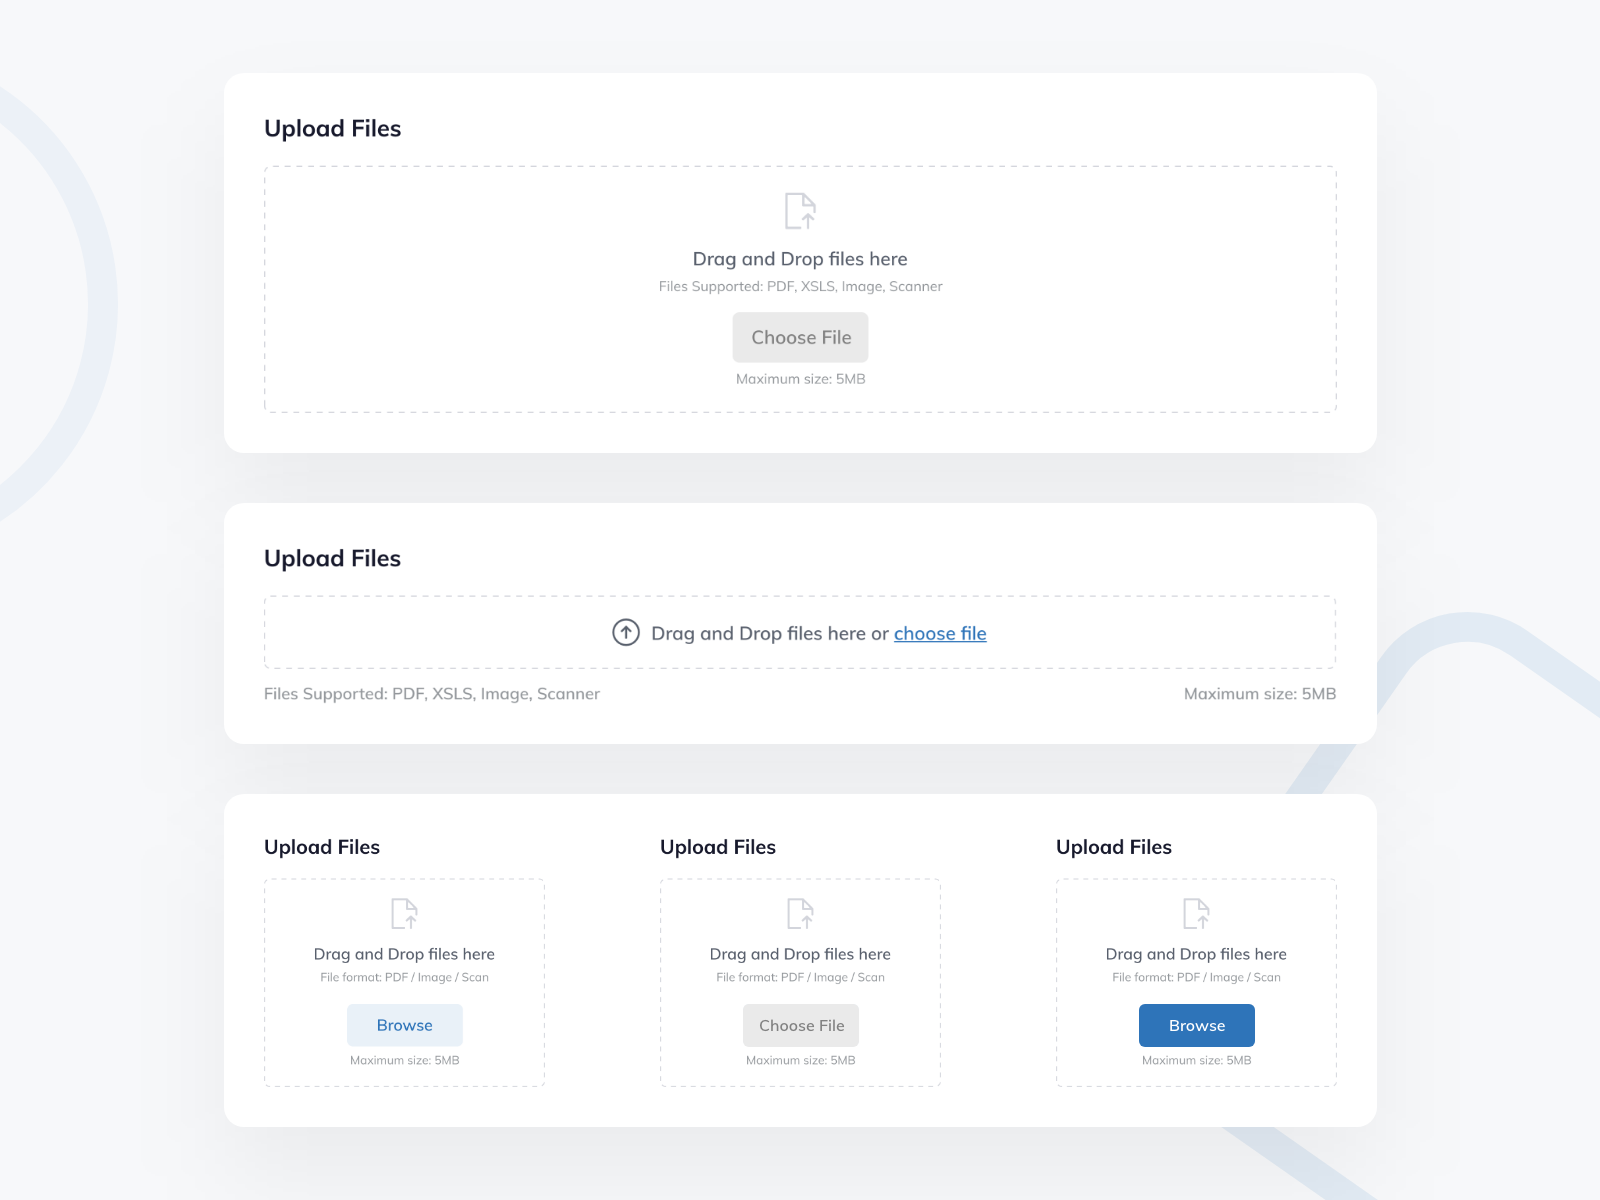 Upload Files
Drag and Drop files here
Files Supported: PDF, XSLS, Image, Scanner
Choose File
Maximum size: 5MB
Upload Files
Drag and Drop files here or choose file
Files Supported: PDF, XSLS, Image, Scanner
Maximum size: 5MB
Upload Files
Drag and Drop files here
File format: PDF / Image / Scan
Browse
Maximum size: 5MB
Upload Files
Drag and Drop files here
File format: PDF / Image / Scan
Choose File
Maximum size: 5MB
Upload Files
Drag and Drop files here
File format: PDF / Image / Scan
Browse
Maximum size: 5MB